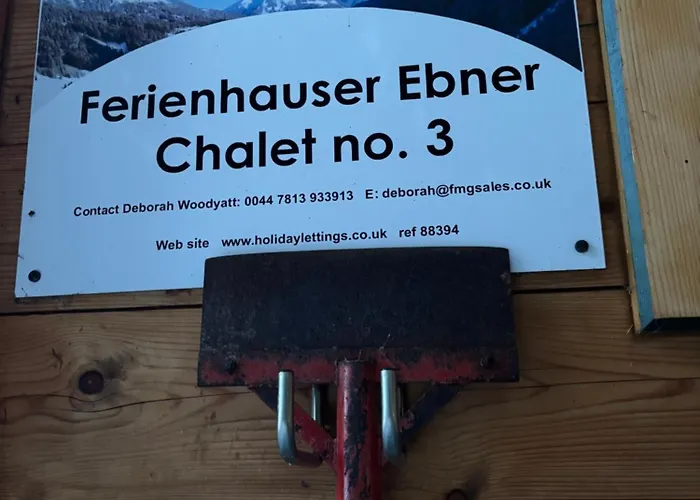 Ferienhauser Ebner
Chalet no. 3
Contact Deborah Woodyatt: 0044 7813 933913 E: deborah@fmgsales.co.uk
Web site www.holidaylettings.co.uk ref 88394